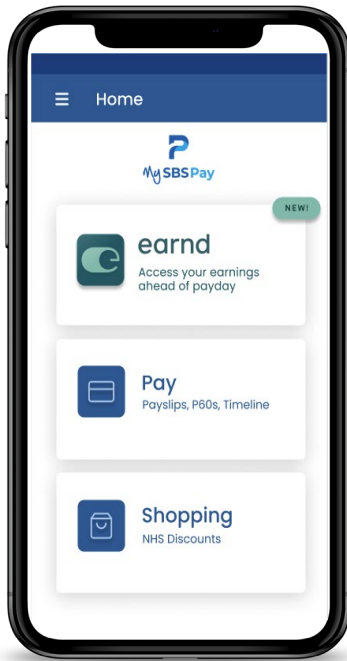 Home
My SBS Pay
NEW!
earnd
Access your earnings
ahead of payday
Pay
Payslips, P60s, Timeline
Shopping
NHS Discounts